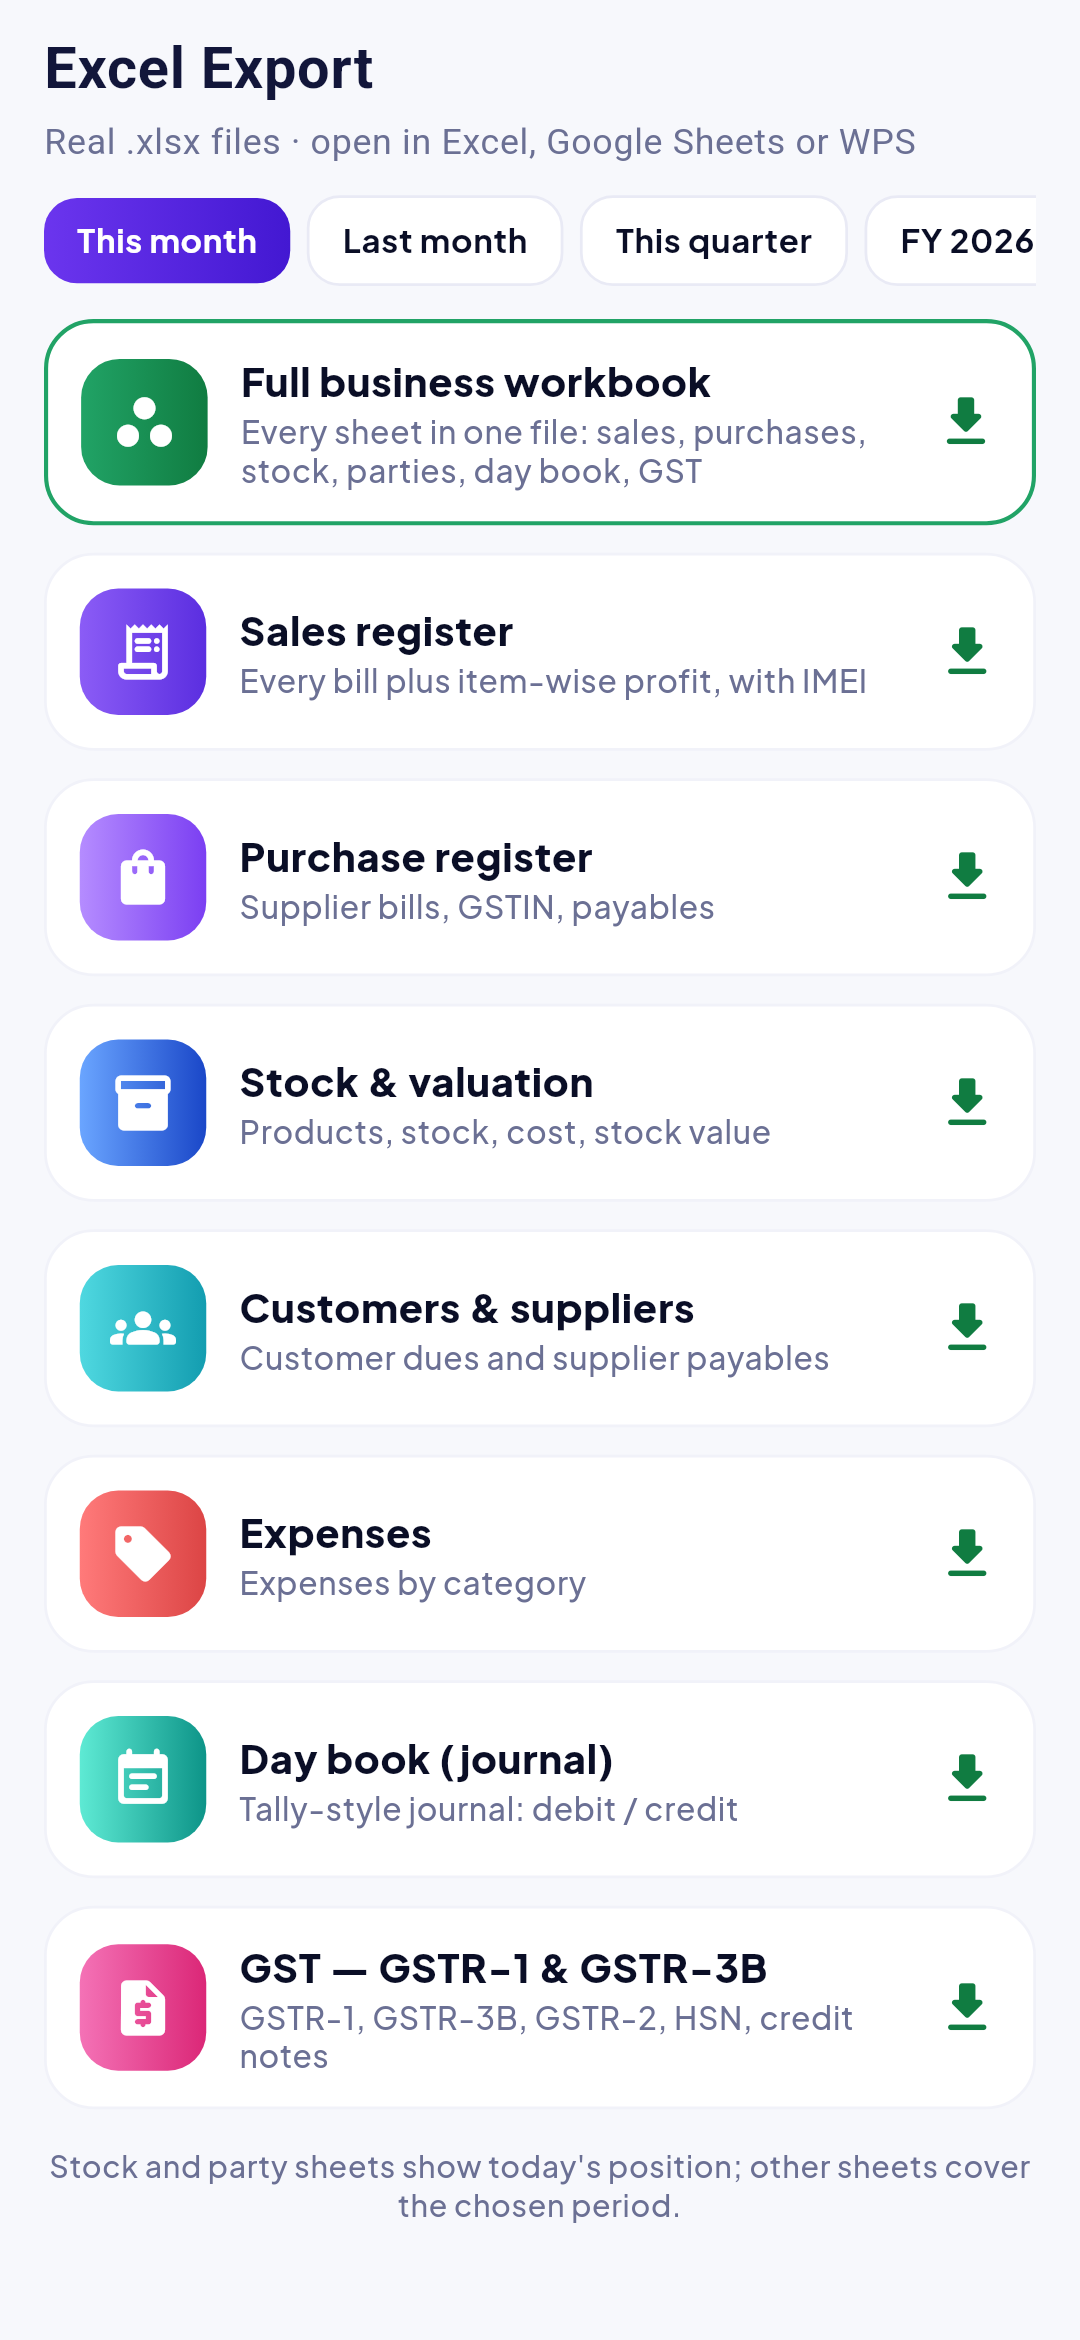 Excel Export
Real .xlsx files · open in Excel, Google Sheets or WPS
This month
Last month
This quarter
FY 2026
Full business workbook
Every sheet in one file: sales, purchases,
stock, parties, day book, GST
Sales register
Every bill plus item-wise profit, with IMEI
Purchase register
Supplier bills, GSTIN, payables
Stock & valuation
Products, stock, cost, stock value
Customers & suppliers
Customer dues and supplier payables
Expenses
Expenses by category
Day book (journal)
Tally-style journal: debit / credit
GST — GSTR-1 & GSTR-3B
GSTR-1, GSTR-3B, GSTR-2, HSN, credit
notes
Stock and party sheets show today's position; other sheets cover
the chosen period.